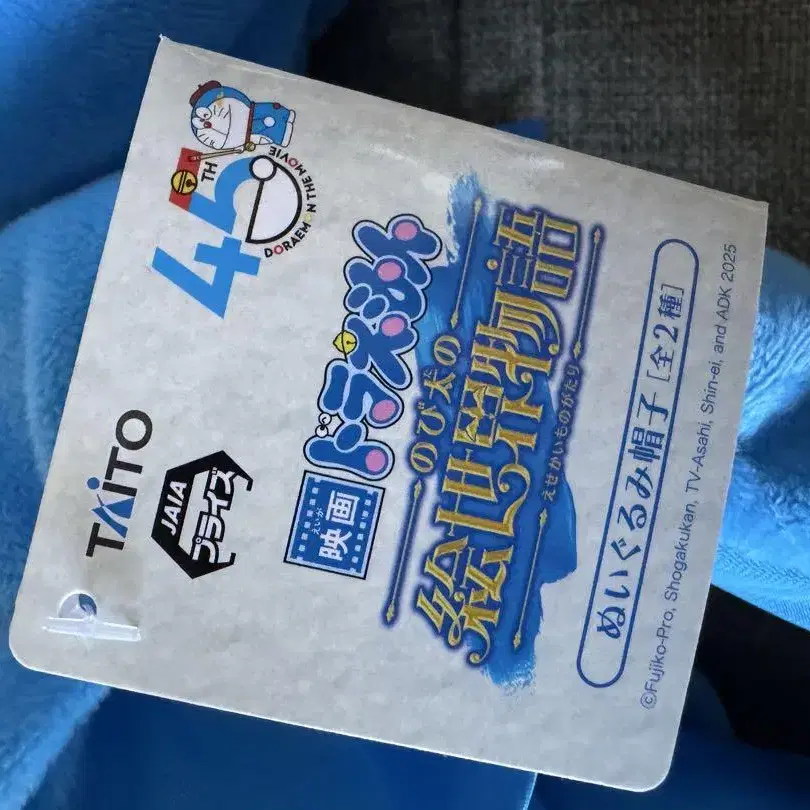 TAITO
JAIA
プライズ
45TH
DORAEMON THE MOVIE
映画
えいが
ドラえもん
のび太の
絵世界物語
えせかいものがたり
ぬいぐるみ帽子[全2種]
©Fujiko-Pro, Shogakukan, TV-Asahi, Shin-ei, and ADK 2025